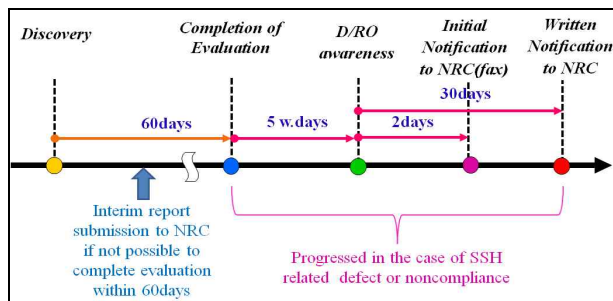 Discovery
Completion of
Evaluation
D/RO
awareness
Initial
Notification
to NRC(fax)
Written
Notification
to NRC
30days
60days
5 w.days
2days
Interim report
submission to NRC
if not possible to
complete evaluation
within 60days
Progressed in the case of SSH
related defect or noncompliance